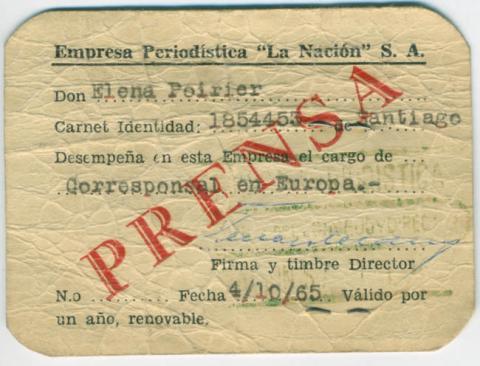 Empresa Periodística "La Nación" S. A.
Don Elena Poirier
Carnet Identidad: 1854453 de Santiago
Desempeña en esta Empresa el cargo de
Corresponsal en Europa.-
PRENSA
Firma y timbre Director
N.o .......... Fecha 4/10/65 Válido por
un año, renovable.